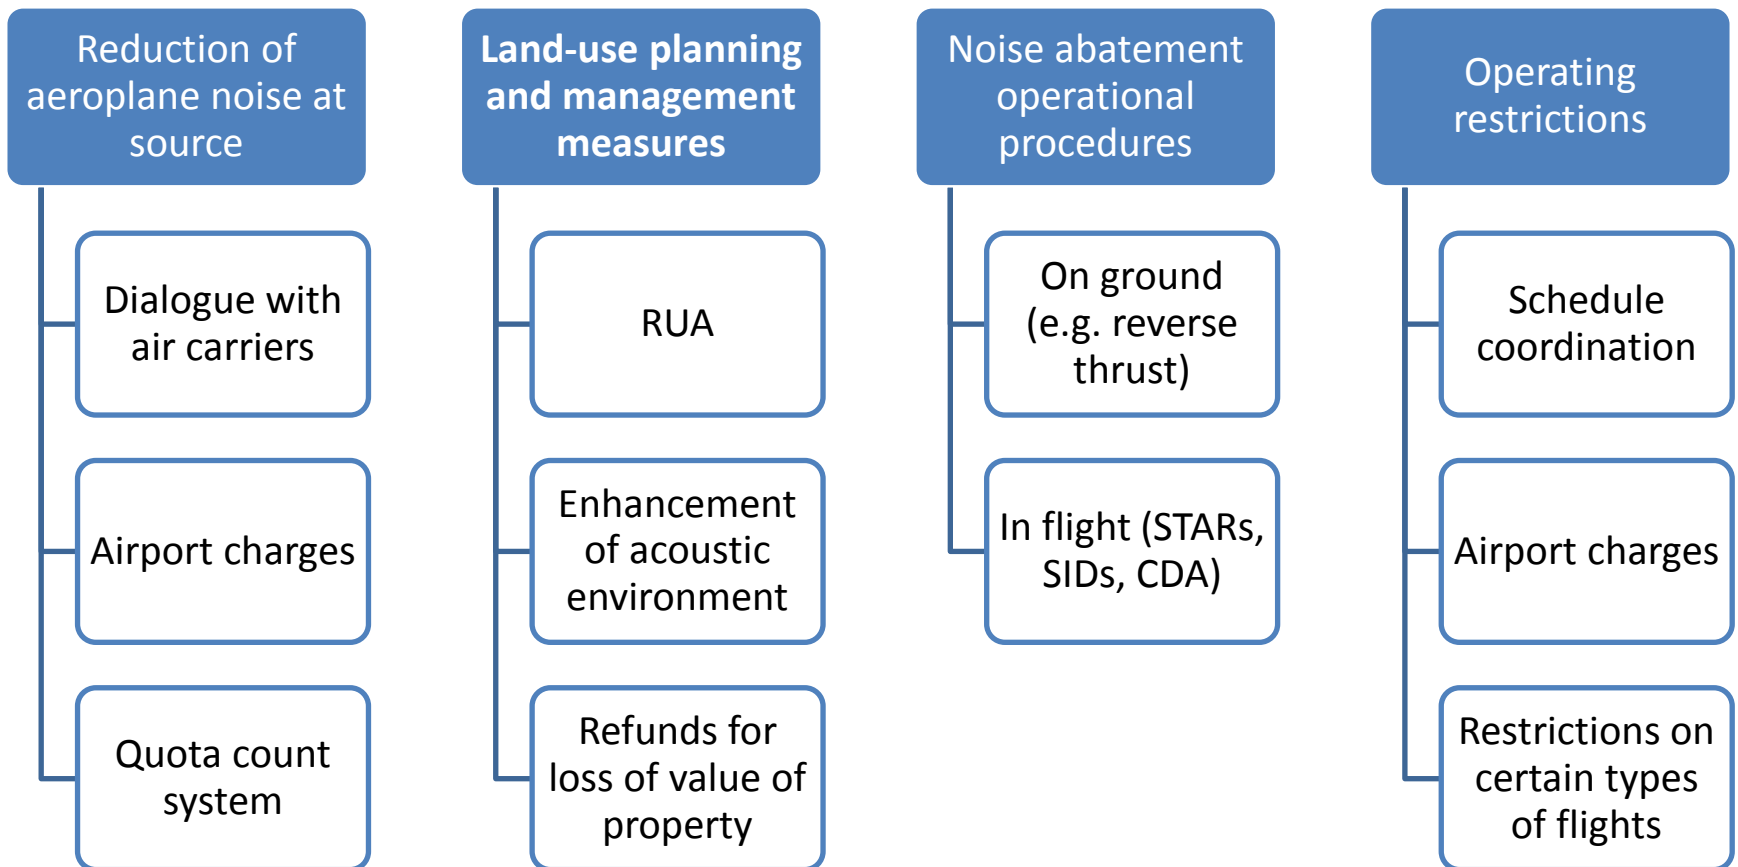 Reduction of
aeroplane noise at
source
Dialogue with
air carriers
Airport charges
Quota count
system
Land-use planning
and management
measures
RUA
Enhancement
of acoustic
environment
Refunds for
loss of value of
property
Noise abatement
operational
procedures
On ground
(e.g. reverse
thrust)
In flight (STARs,
SIDs, CDA)
Operating
restrictions
Schedule
coordination
Airport charges
Restrictions on
certain types
of flights